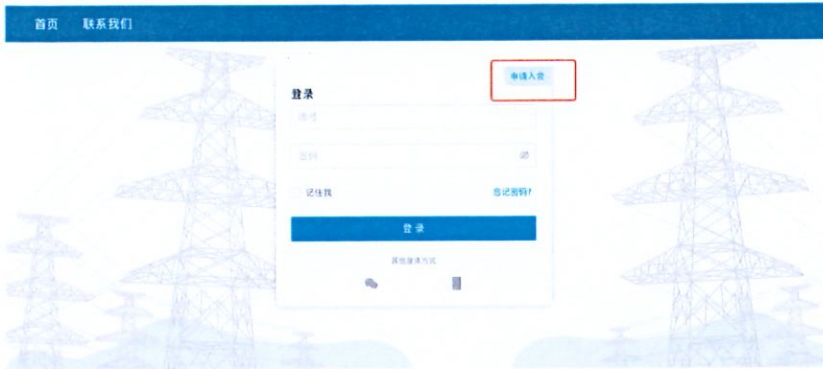 首页 联系我们
申请入会
登录
账号
密码
记住我 忘记密码?
登 录
其他登录方式